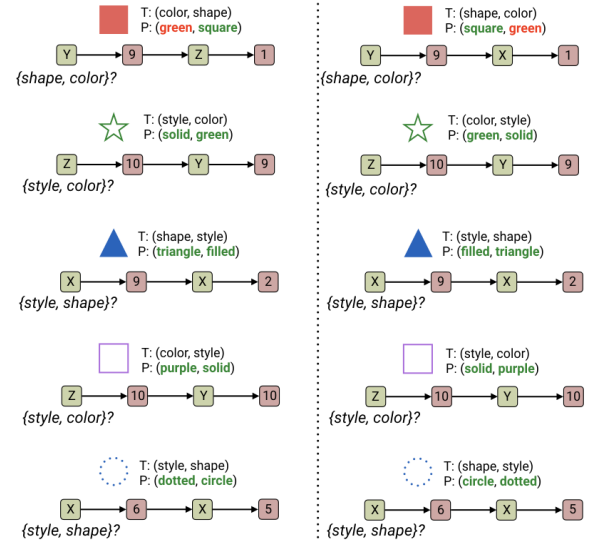 T: (color, shape)
P: (green, square)
Y 9 Z 1
{shape, color}?
T: (style, color)
P: (solid, green)
Z 10 Y 9
{style, color}?
T: (shape, style)
P: (triangle, filled)
X 9 X 2
{style, shape}?
T: (color, style)
P: (purple, solid)
Z 10 Y 10
{style, color}?
T: (style, shape)
P: (dotted, circle)
X 6 X 5
{style, shape}?
T: (shape, color)
P: (square, green)
Y 9 X 1
{shape, color}?
T: (color, style)
P: (green, solid)
Z 10 Y 9
{style, color}?
T: (style, shape)
P: (filled, triangle)
X 9 X 2
{style, shape}?
T: (style, color)
P: (solid, purple)
Z 10 Y 10
{style, color}?
T: (shape, style)
P: (circle, dotted)
X 6 X 5
{style, shape}?